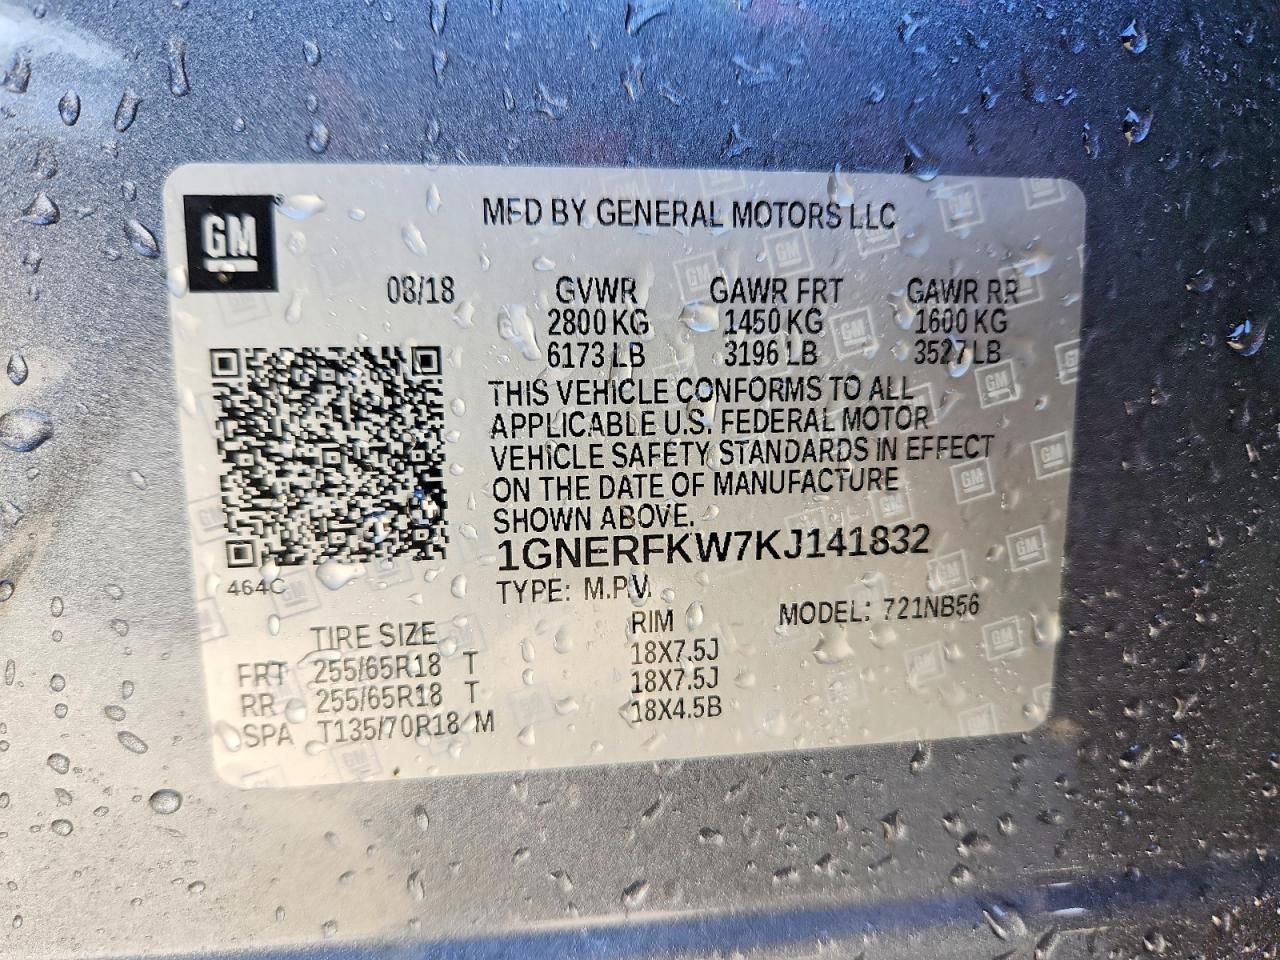 GM
MFD BY GENERAL MOTORS LLC
08/18
GVWR GAWR FRT GAWR RR
2800 KG 1450 KG 1600 KG
6173 LB 3196 LB 3527 LB
THIS VEHICLE CONFORMS TO ALL
APPLICABLE U.S. FEDERAL MOTOR
VEHICLE SAFETY STANDARDS IN EFFECT
ON THE DATE OF MANUFACTURE
SHOWN ABOVE.
1GNERFKW7KJ141832
464C
TYPE: M.P.V. MODEL: 721NB56
TIRE SIZE RIM
FRT 255/65R18 T 18X7.5J
RR 255/65R18 T 18X7.5J
SPA T135/70R18 M 18X4.5B